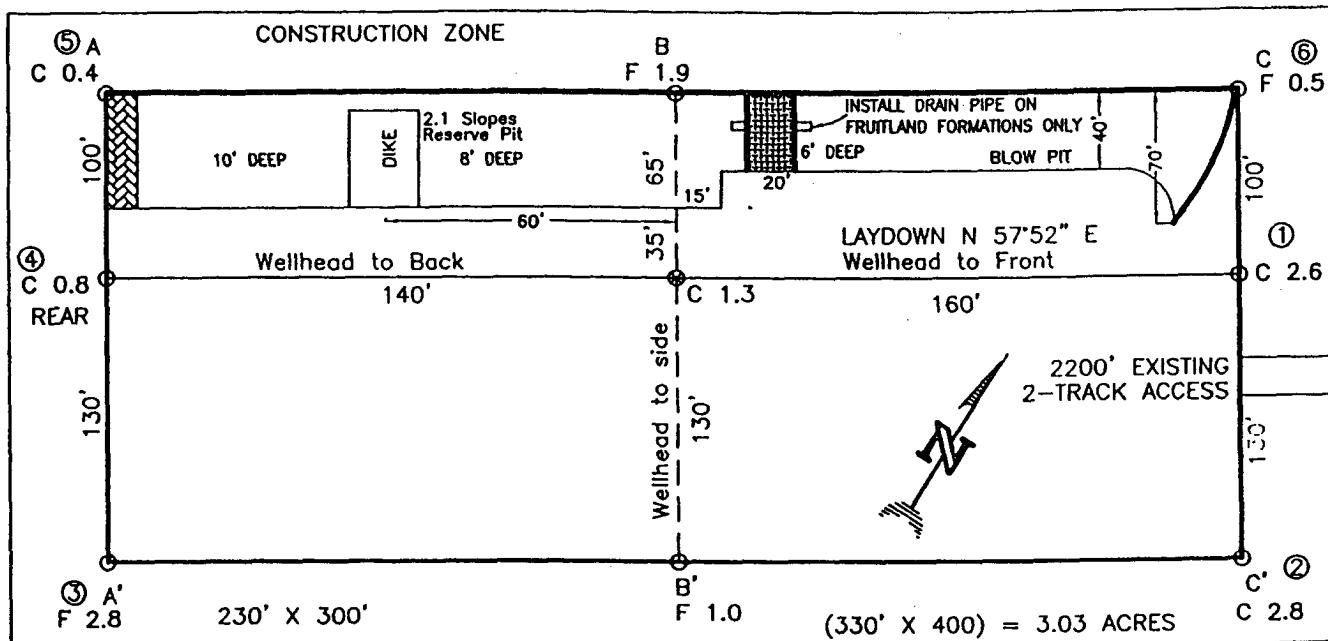 CONSTRUCTION ZONE
⑤ A
C 0.4
B
F 1.9
C ⑥
F 0.5
INSTALL DRAIN PIPE ON
FRUITLAND FORMATIONS ONLY
2.1 Slopes
Reserve Pit
DIKE
10' DEEP
8' DEEP
6' DEEP
BLOW PIT
40'
70'
100'
65'
100'
20'
15'
60'
35'
LAYDOWN N 57'52" E
Wellhead to Front
①
C 2.6
④
C 0.8
REAR
Wellhead to Back
140'
C 1.3
160'
2200' EXISTING
2-TRACK ACCESS
130'
Wellhead to side
130'
130'
N
③ A'
F 2.8
230' X 300'
B'
F 1.0
C' ②
C 2.8
(330' X 400) = 3.03 ACRES